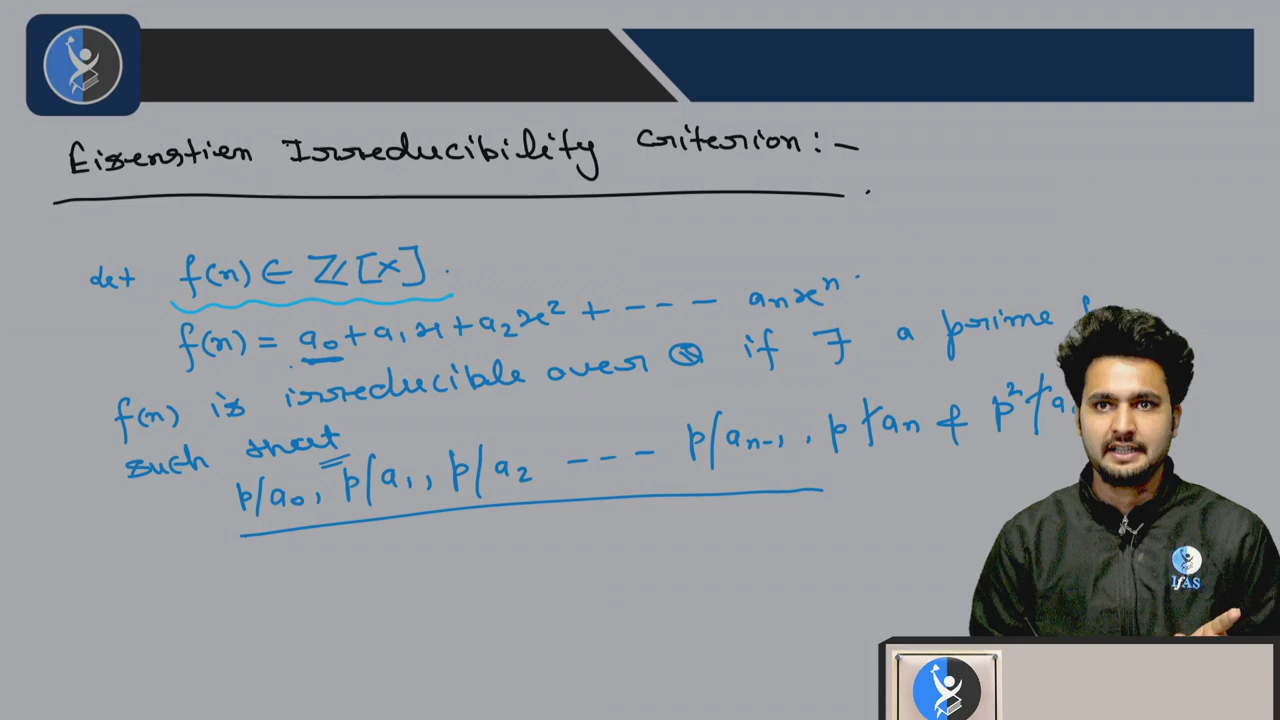 Eisenstien Irreducibility Criterion:-
Let f(x) ∈ ℤ[x].
f(x) = a₀ + a₁x + a₂x² + ---- aₙxⁿ.
f(x) is irreducible over ℚ if ∃ a prime
such that
p/a₀, p/a₁, p/a₂ --- p/aₙ₋₁, p∤aₙ & p²∤a
IFAS